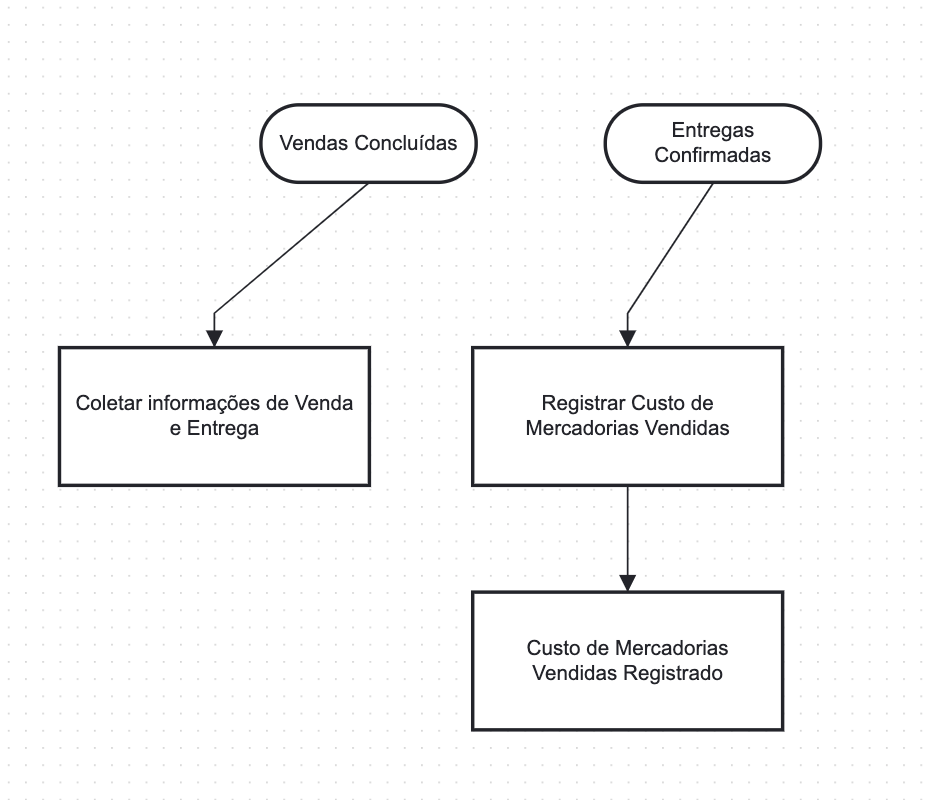 Vendas Concluídas
Entregas
Confirmadas
Coletar informações de Venda
e Entrega
Registrar Custo de
Mercadorias Vendidas
Custo de Mercadorias
Vendidas Registrado